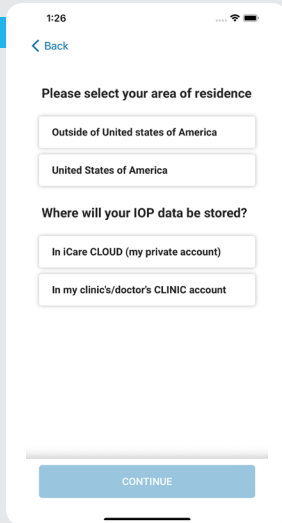 1:26
Back
Please select your area of residence
Outside of United states of America
United States of America
Where will your IOP data be stored?
In iCare CLOUD (my private account)
In my clinic's/doctor's CLINIC account
CONTINUE